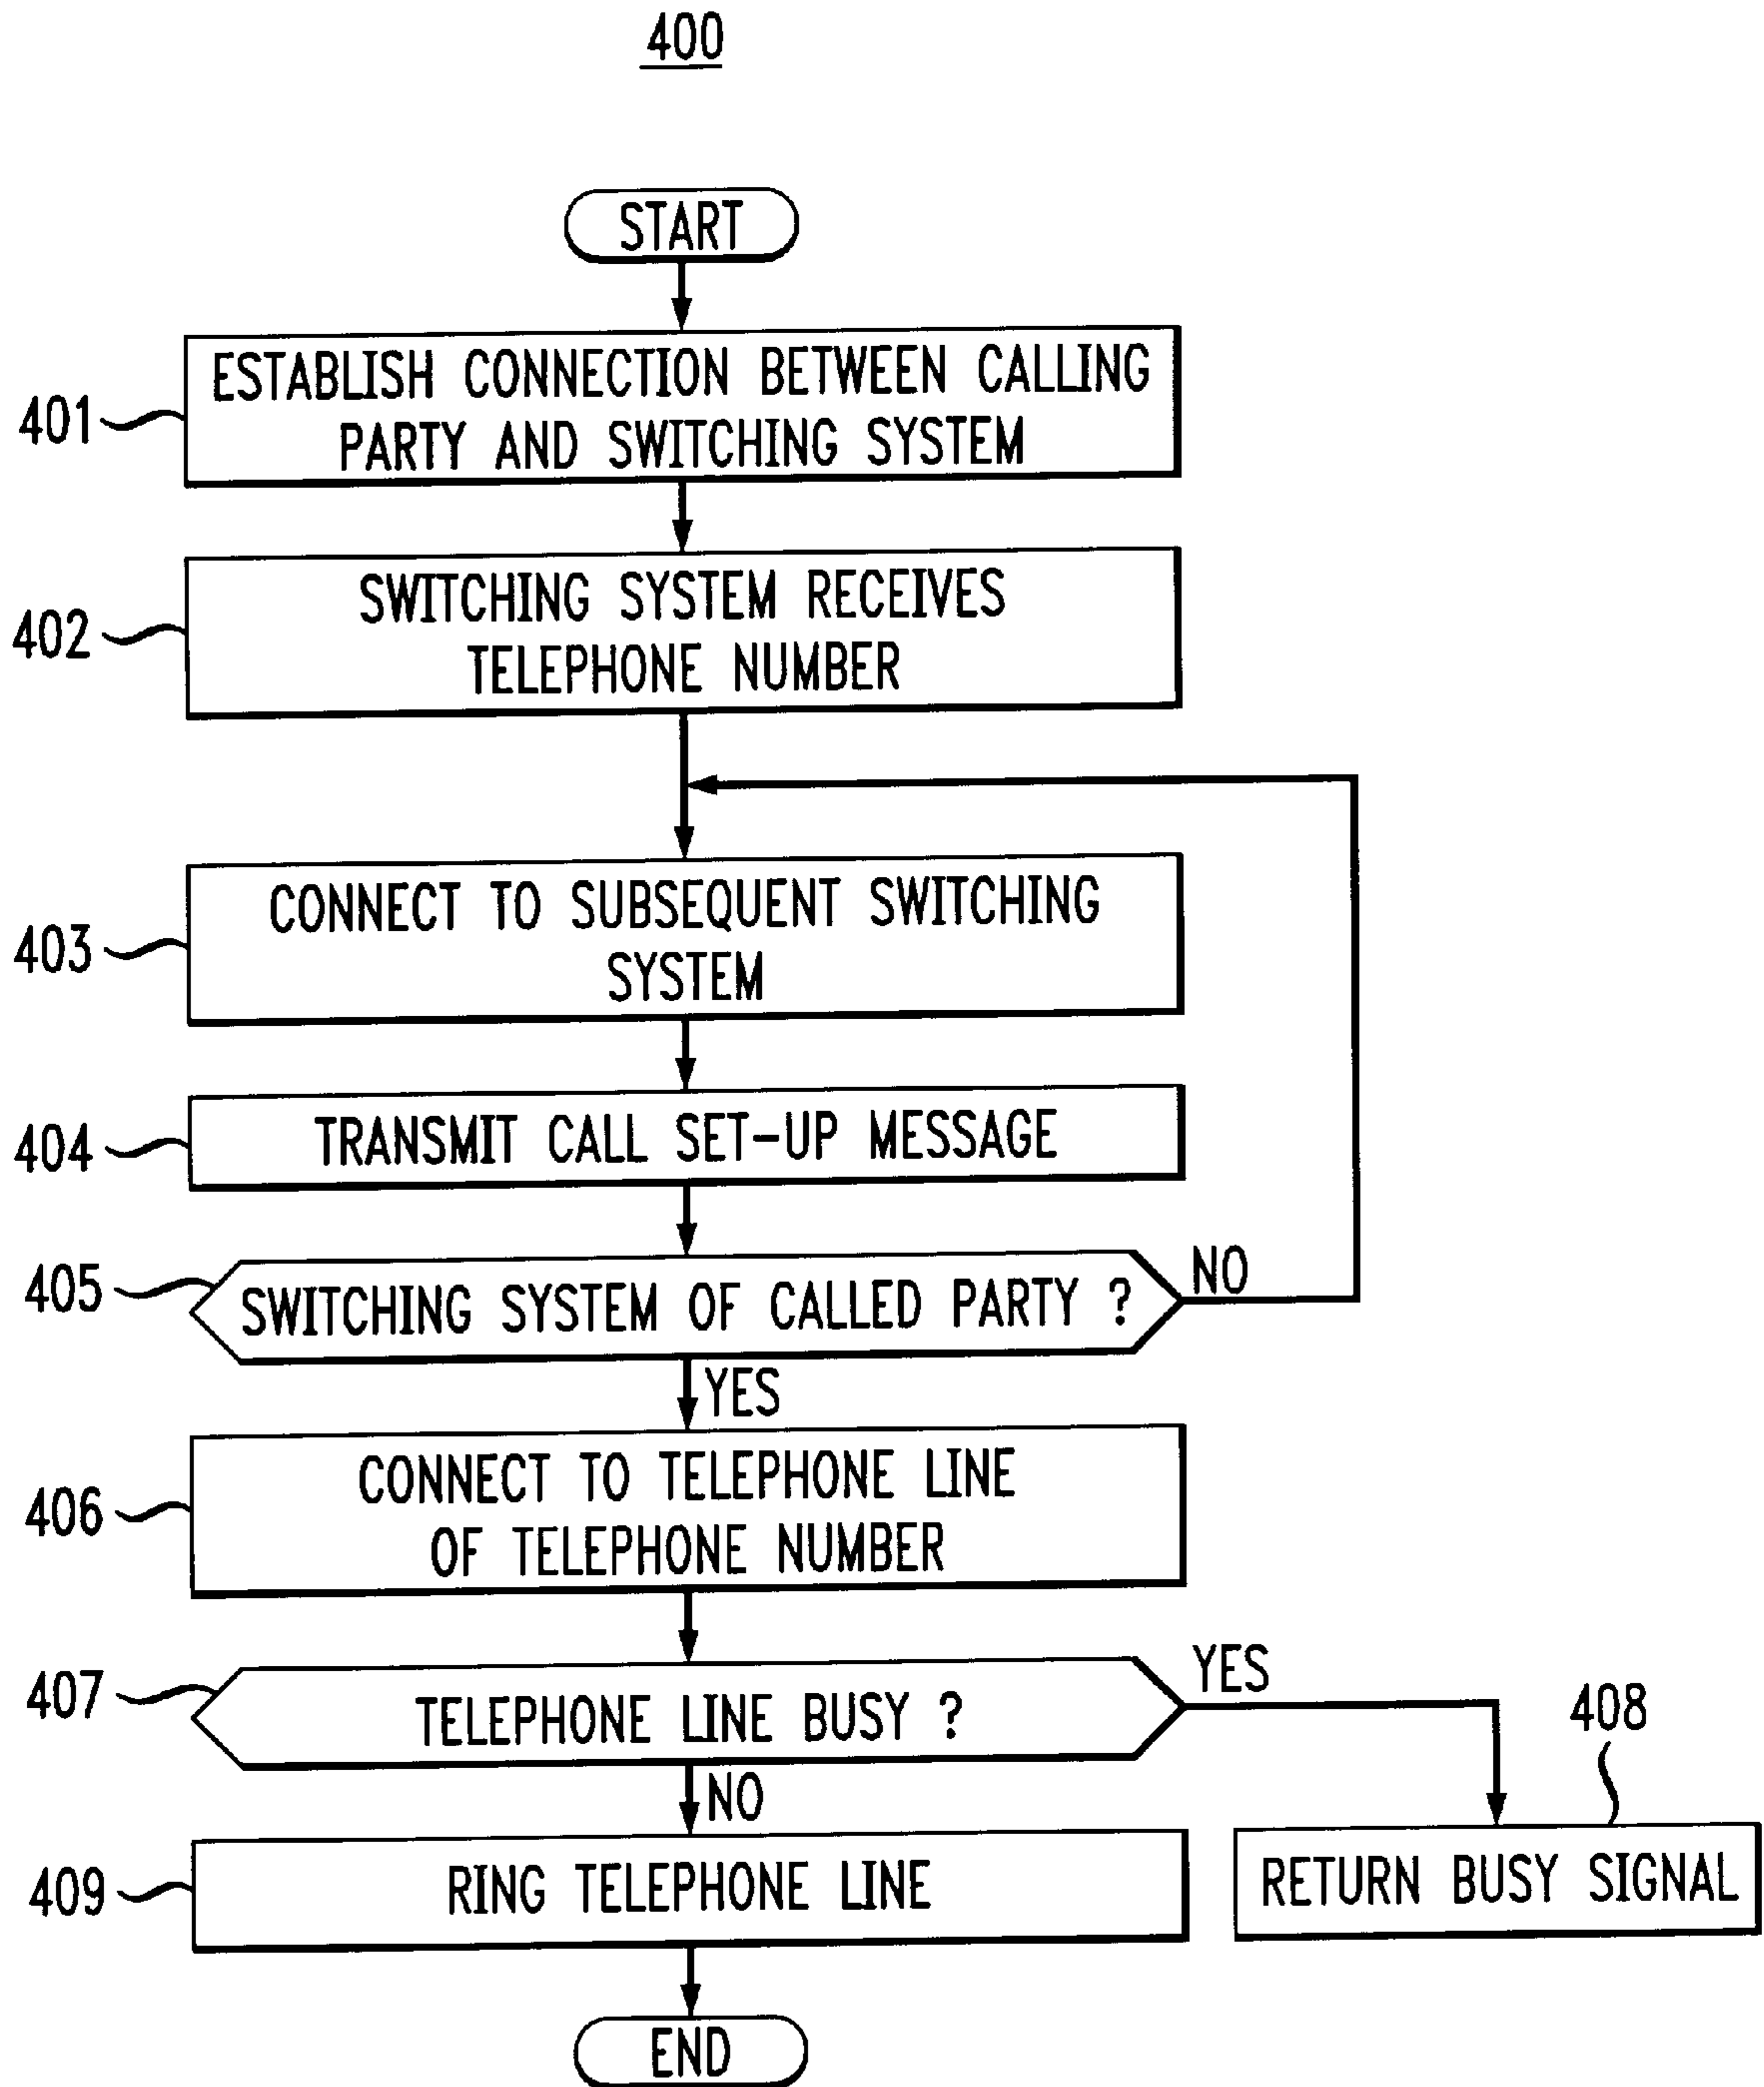 400
START
401
ESTABLISH CONNECTION BETWEEN CALLING
PARTY AND SWITCHING SYSTEM
402
SWITCHING SYSTEM RECEIVES
TELEPHONE NUMBER
403
CONNECT TO SUBSEQUENT SWITCHING
SYSTEM
404
TRANSMIT CALL SET-UP MESSAGE
405
SWITCHING SYSTEM OF CALLED PARTY ?
NO
YES
406
CONNECT TO TELEPHONE LINE
OF TELEPHONE NUMBER
407
TELEPHONE LINE BUSY ?
YES
408
NO
409
RING TELEPHONE LINE
RETURN BUSY SIGNAL
END